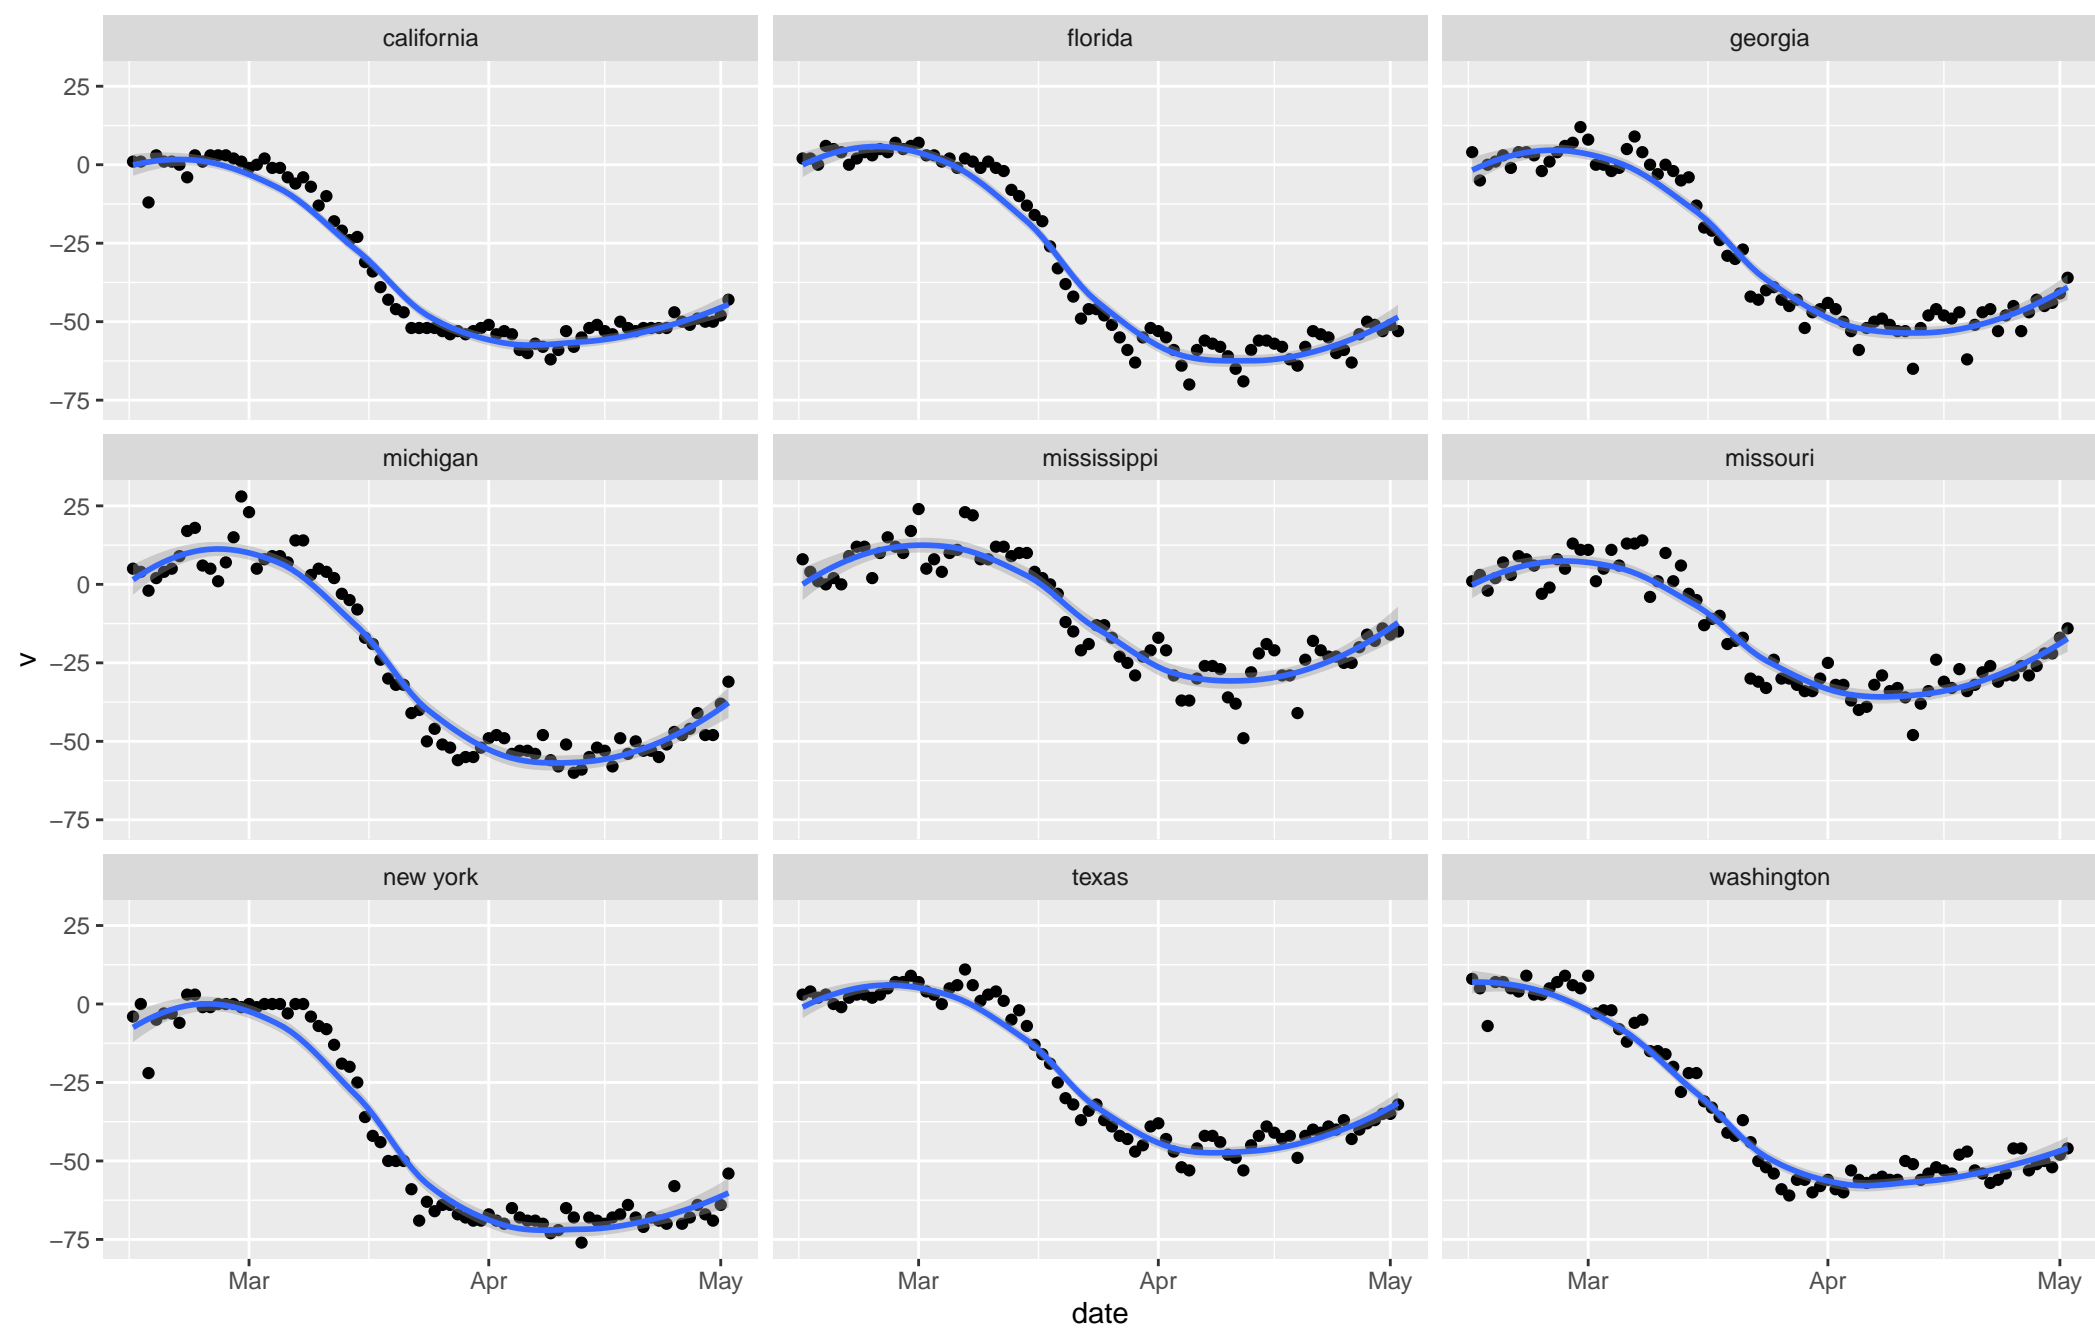 california florida georgia
25
0
−25
−50
−75
michigan mississippi missouri
25
0
−25
−50
−75
v
new york texas washington
25
0
−25
−50
−75
Mar Apr May Mar Apr May Mar Apr May
date